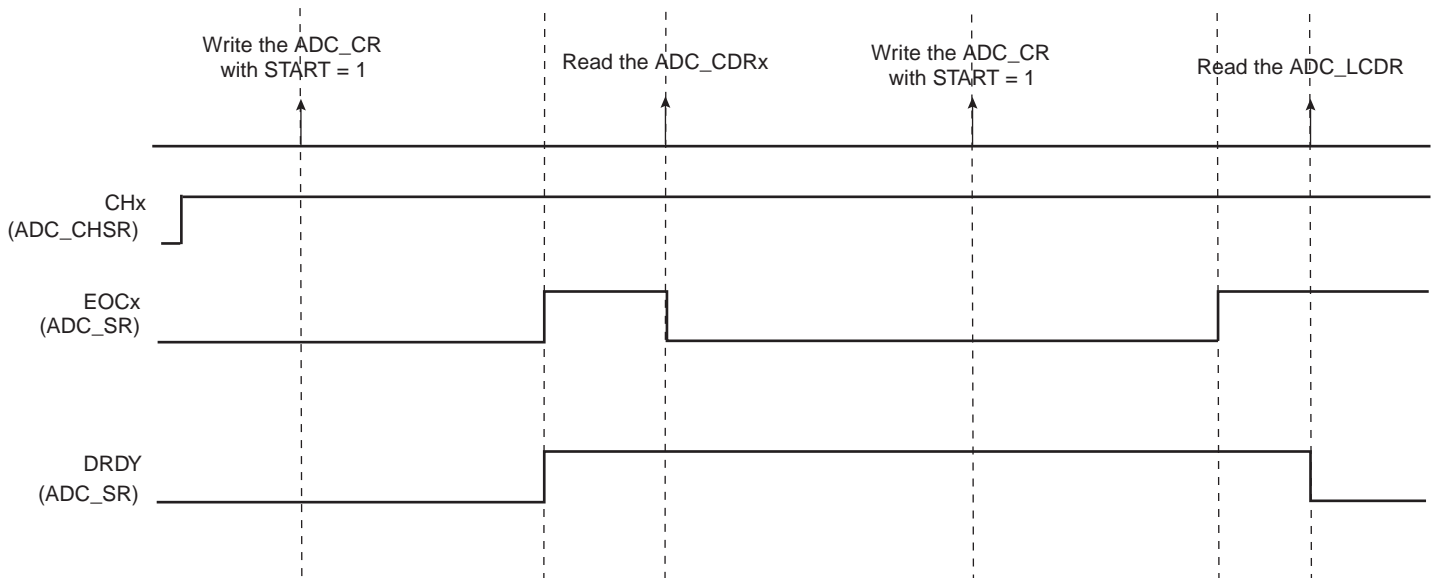 Write the ADC_CR
with START = 1
Read the ADC_CDRx
Write the ADC_CR
with START = 1
Read the ADC_LCDR
CHx
(ADC_CHSR)
EOCx
(ADC_SR)
DRDY
(ADC_SR)